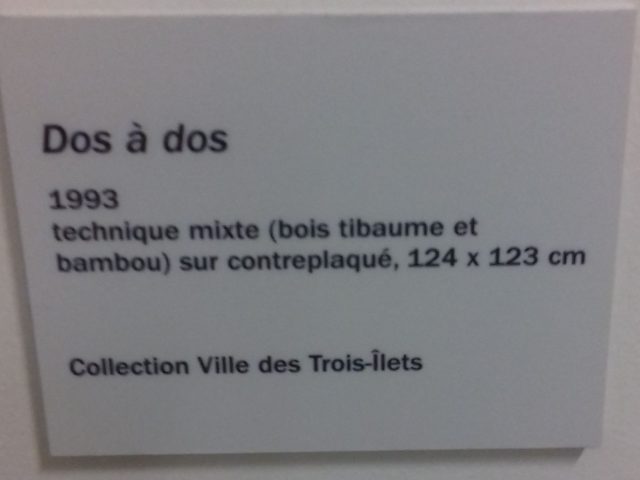 Dos à dos
1993
technique mixte (bois tibaume et
bambou) sur contreplaqué, 124 x 123 cm
Collection Ville des Trois-Îlets